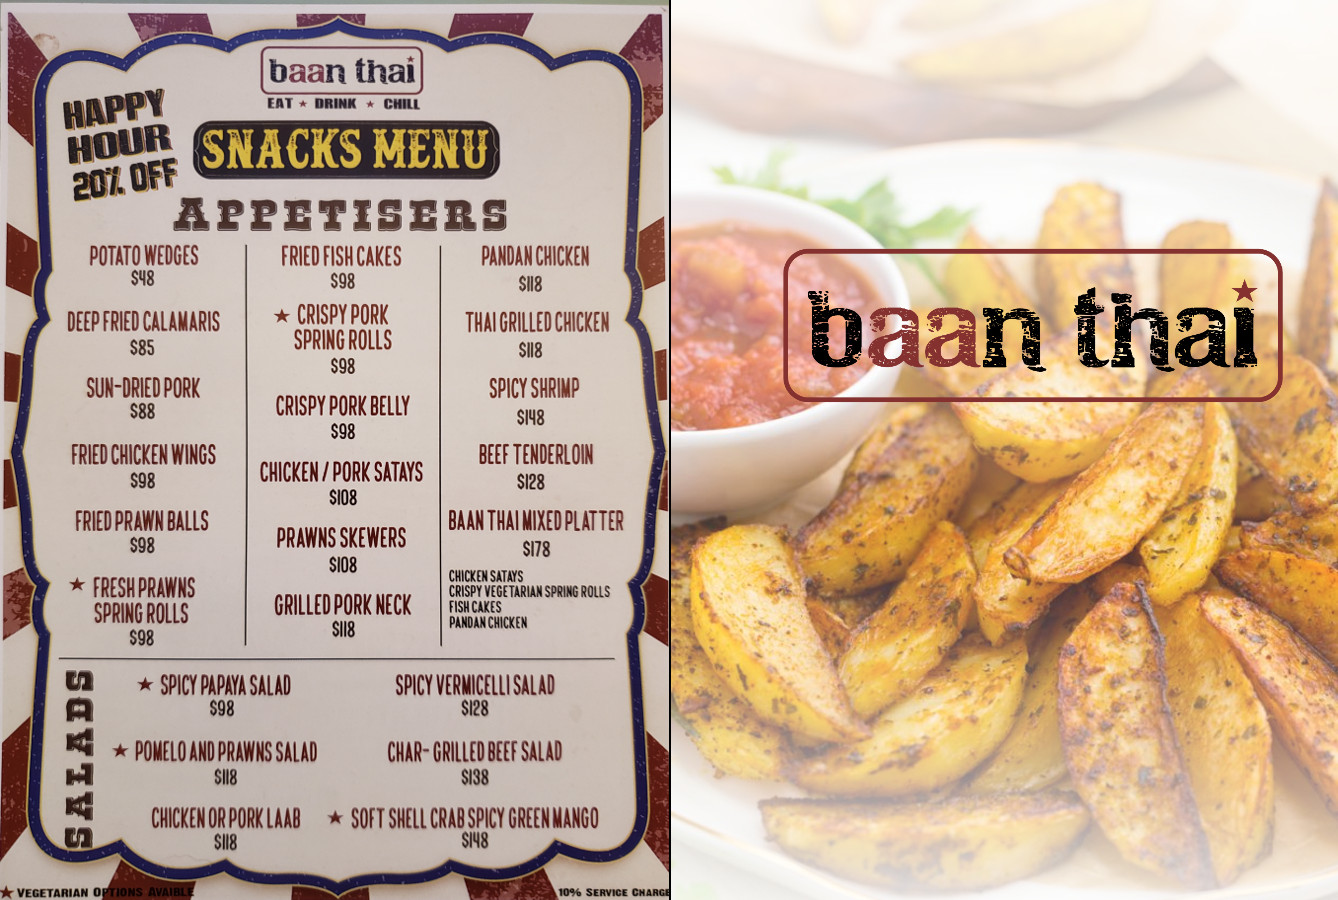 baan thai
EAT ★ DRINK ★ CHILL
HAPPY
HOUR
20% OFF
SNACKS MENU
APPETISERS
POTATO WEDGES
$48
DEEP FRIED CALAMARIS
$85
SUN-DRIED PORK
$88
FRIED CHICKEN WINGS
$98
FRIED PRAWN BALLS
$98
★ FRESH PRAWNS
SPRING ROLLS
$98
FRIED FISH CAKES
$98
★ CRISPY PORK
SPRING ROLLS
$98
CRISPY PORK BELLY
$98
CHICKEN / PORK SATAYS
$108
PRAWNS SKEWERS
$108
GRILLED PORK NECK
$118
PANDAN CHICKEN
$118
THAI GRILLED CHICKEN
$118
SPICY SHRIMP
$148
BEEF TENDERLOIN
$128
BAAN THAI MIXED PLATTER
$178
CHICKEN SATAYS
CRISPY VEGETARIAN SPRING ROLLS
FISH CAKES
PANDAN CHICKEN
SALADS
★ SPICY PAPAYA SALAD
$98
SPICY VERMICELLI SALAD
$128
★ POMELO AND PRAWNS SALAD
$118
CHAR- GRILLED BEEF SALAD
$138
CHICKEN OR PORK LAAB
$118
★ SOFT SHELL CRAB SPICY GREEN MANGO
$148
★ VEGETARIAN OPTIONS AVAIBLE
10% SERVICE CHARGE
baan thai